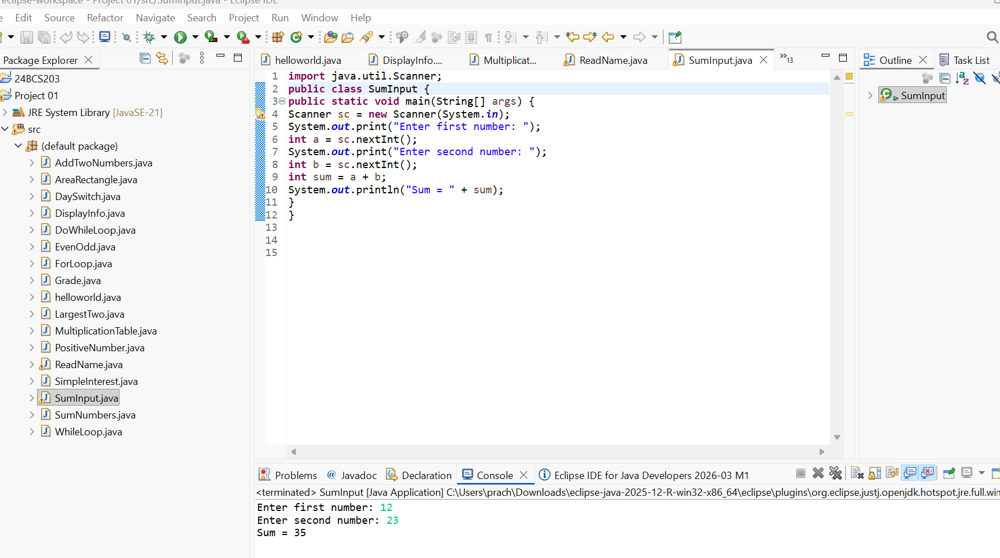 eclipse-workspace - Project 01/src/SumInput.java - Eclipse IDE
Edit Source Refactor Navigate Search Project Run Window Help
Package Explorer
24BCS203
Project 01
JRE System Library [JavaSE-21]
src
(default package)
AddTwoNumbers.java
AreaRectangle.java
DaySwitch.java
DisplayInfo.java
DoWhileLoop.java
EvenOdd.java
ForLoop.java
Grade.java
helloworld.java
LargestTwo.java
MultiplicationTable.java
PositiveNumber.java
ReadName.java
SimpleInterest.java
SumInput.java
SumNumbers.java
WhileLoop.java
helloworld.java DisplayInfo.... Multiplicat... ReadName.java SumInput.java »13
1 import java.util.Scanner;
2 public class SumInput {
3 public static void main(String[] args) {
4 Scanner sc = new Scanner(System.in);
5 System.out.print("Enter first number: ");
6 int a = sc.nextInt();
7 System.out.print("Enter second number: ");
8 int b = sc.nextInt();
9 int sum = a + b;
10 System.out.println("Sum = " + sum);
11 }
12 }
13
14
15
Outline Task List
SumInput
Problems @ Javadoc Declaration Console Eclipse IDE for Java Developers 2026-03 M1
<terminated> SumInput [Java Application] C:\Users\prach\Downloads\eclipse-java-2025-12-R-win32-x86_64\eclipse\plugins\org.eclipse.justj.openjdk.hotspot.jre.full.win
Enter first number: 12
Enter second number: 23
Sum = 35